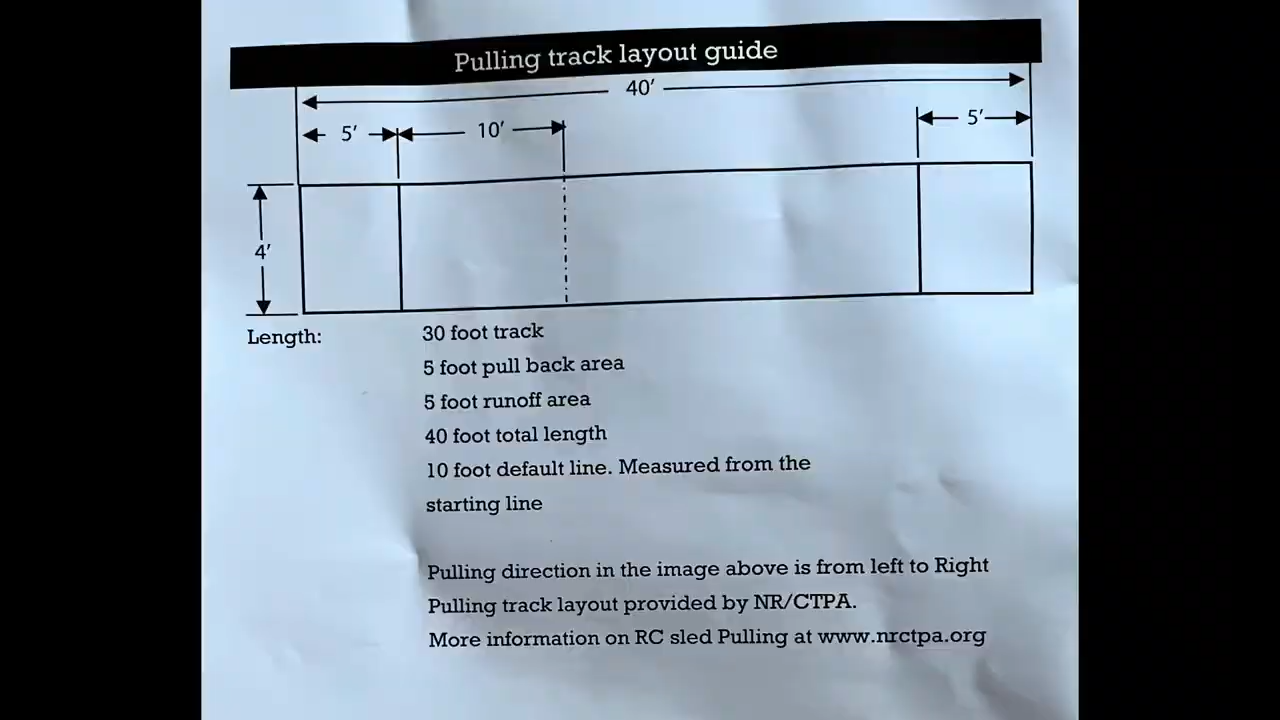 Pulling track layout guide
40'
5' 10' 5'
4'
Length: 30 foot track
5 foot pull back area
5 foot runoff area
40 foot total length
10 foot default line. Measured from the
starting line
Pulling direction in the image above is from left to Right
Pulling track layout provided by NR/CTPA.
More information on RC sled Pulling at www.nrctpa.org